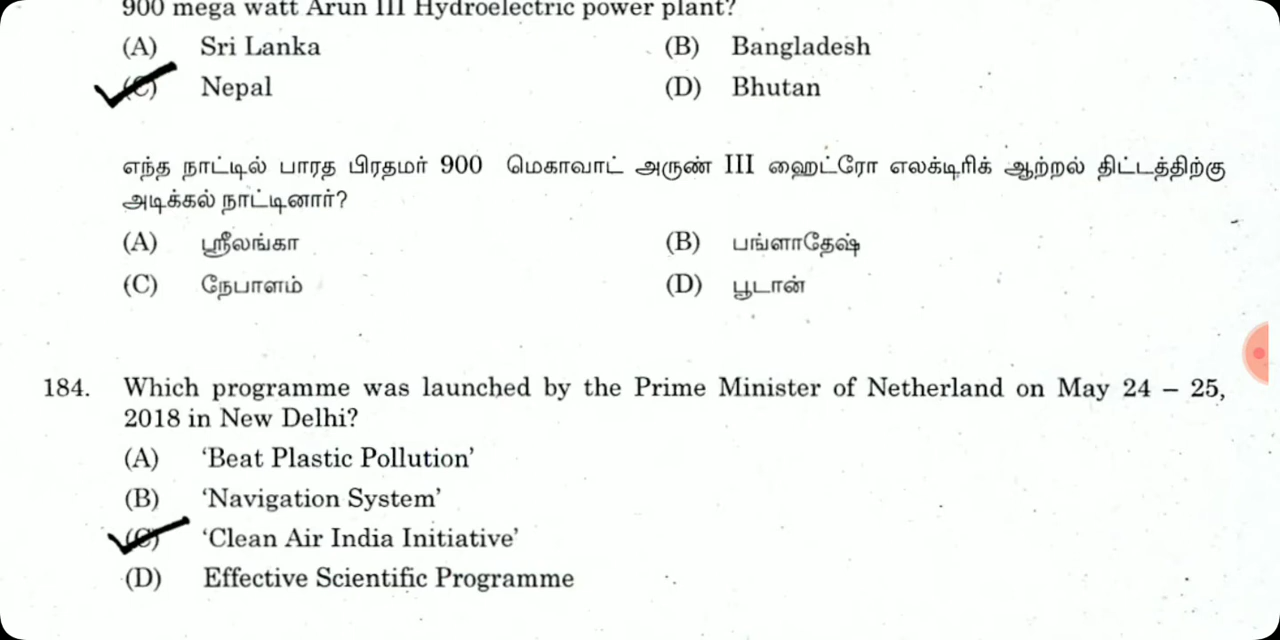 900 mega watt Arun III Hydroelectric power plant?
(A) Sri Lanka (B) Bangladesh
(C) Nepal (D) Bhutan
எந்த நாட்டில் பாரத பிரதமர் 900 மெகாவாட் அருண் III ஹைட்ரோ எலக்டிரிக் ஆற்றல் திட்டத்திற்கு
அடிக்கல் நாட்டினார்?
(A) ஸ்ரீலங்கா (B) பங்ளாதேஷ்
(C) நேபாளம் (D) பூடான்
184. Which programme was launched by the Prime Minister of Netherland on May 24 – 25,
2018 in New Delhi?
(A) ‘Beat Plastic Pollution’
(B) ‘Navigation System’
(C) ‘Clean Air India Initiative’
(D) Effective Scientific Programme